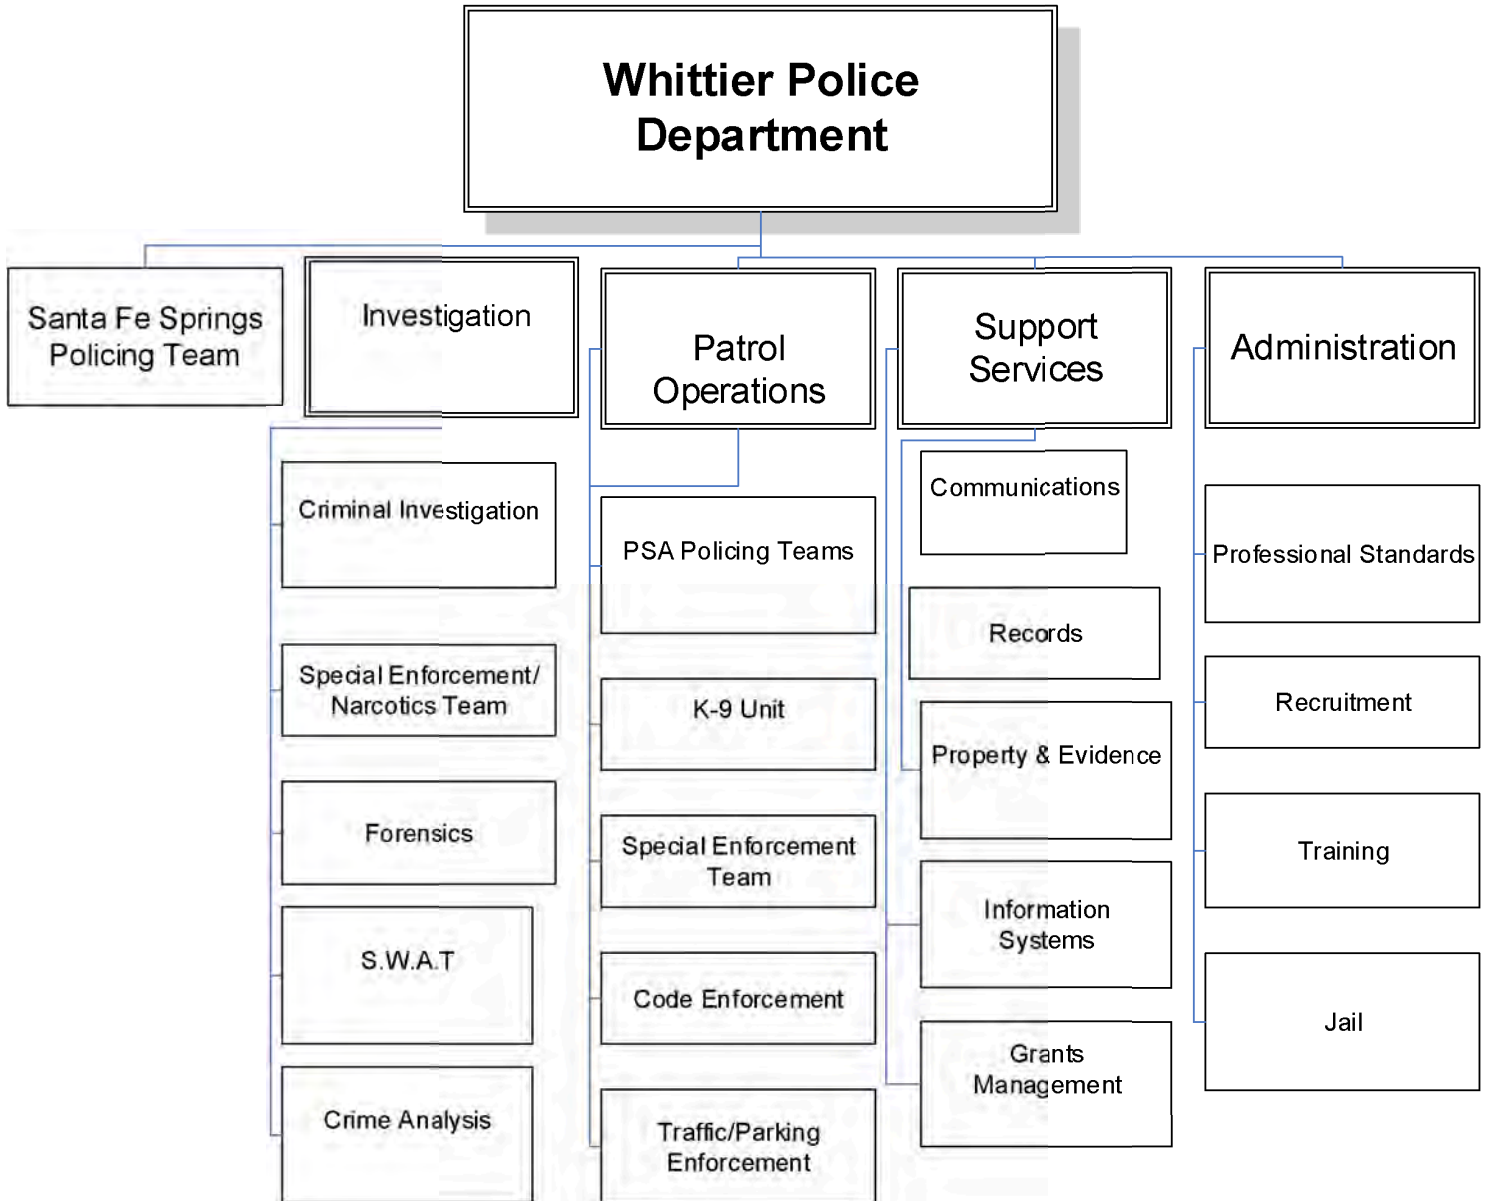 Whittier Police
Department
Santa Fe Springs
Policing Team
Investigation
Patrol
Operations
Support
Services
Administration
Criminal Investigation
Special Enforcement/
Narcotics Team
Forensics
S.W.A.T
Crime Analysis
PSA Policing Teams
K-9 Unit
Special Enforcement
Team
Code Enforcement
Traffic/Parking
Enforcement
Communications
Records
Property & Evidence
Information
Systems
Grants
Management
Professional Standards
Recruitment
Training
Jail